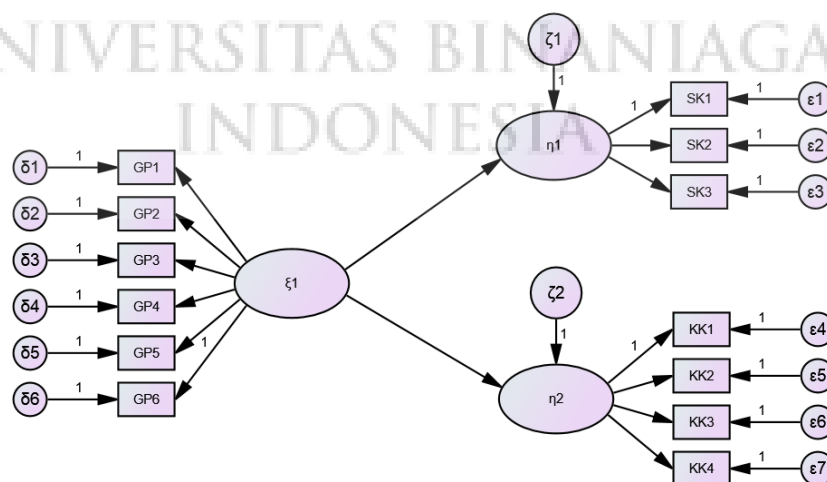 NIVERSITAS BINANIAGA
INDONESIA
ζ1
1
1
SK1
1
ε1
η1
SK2
1
ε2
SK3
1
ε3
δ1
1
GP1
δ2
1
GP2
δ3
1
GP3
δ4
1
GP4
δ5
1
GP5
1
δ6
1
GP6
ξ1
ζ2
1
1
KK1
1
ε4
η2
KK2
1
ε5
KK3
1
ε6
KK4
1
ε7